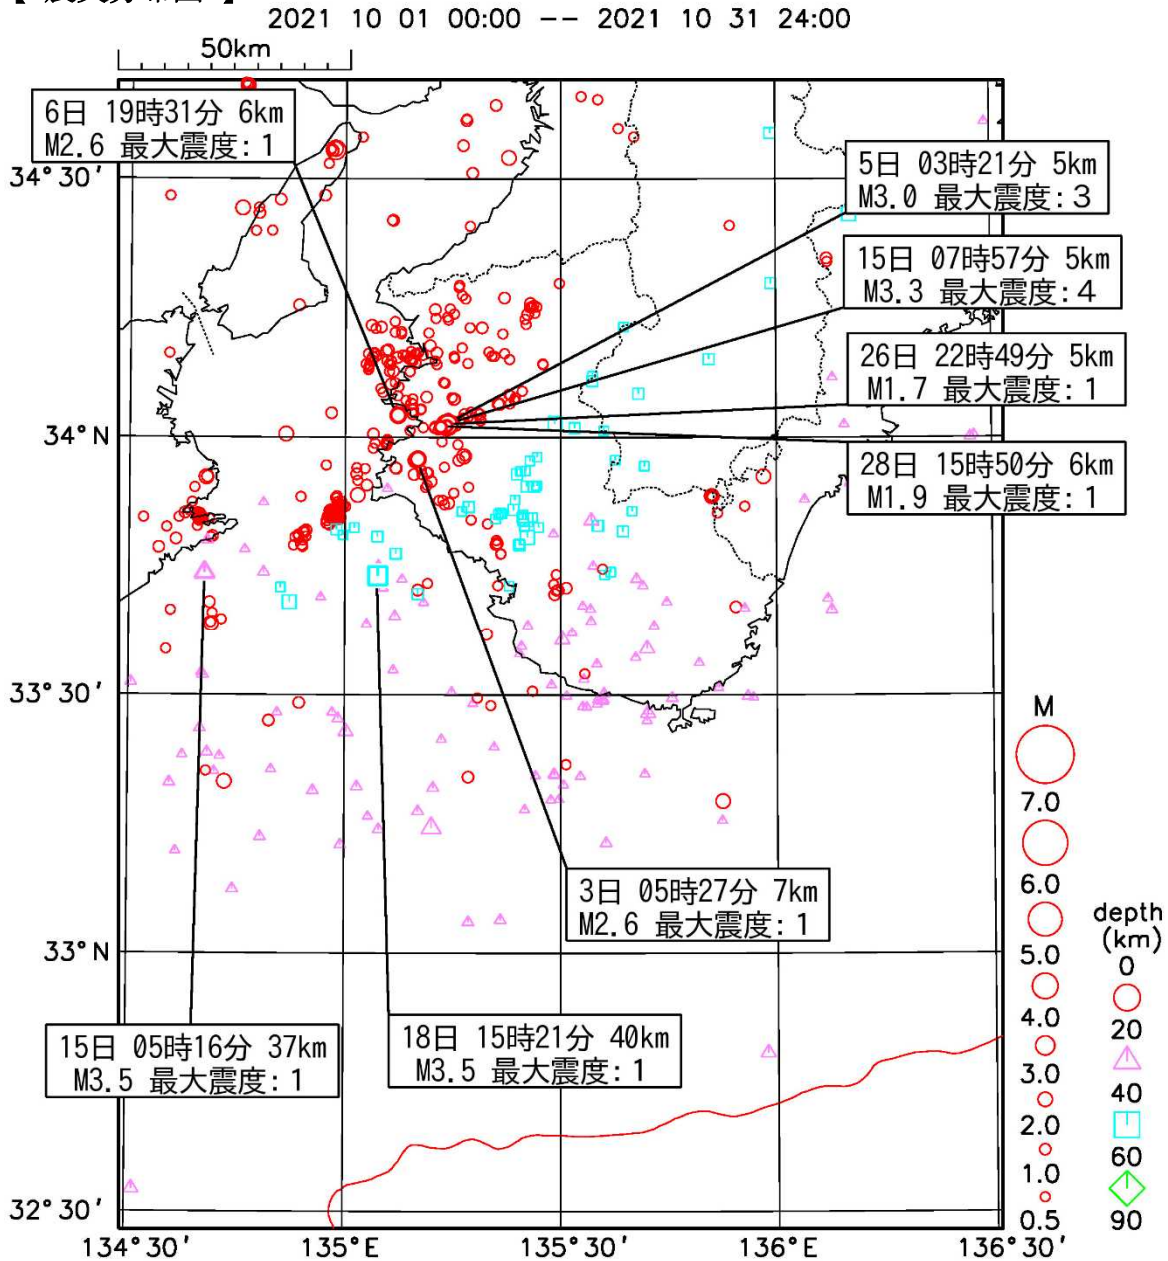 2021 10 01 00:00 -- 2021 10 31 24:00
50km
6日 19時31分 6km
M2.6 最大震度:1
5日 03時21分 5km
M3.0 最大震度:3
15日 07時57分 5km
M3.3 最大震度:4
26日 22時49分 5km
M1.7 最大震度:1
28日 15時50分 6km
M1.9 最大震度:1
3日 05時27分 7km
M2.6 最大震度:1
15日 05時16分 37km
M3.5 最大震度:1
18日 15時21分 40km
M3.5 最大震度:1
34°30′
34°N
33°30′
33°N
32°30′
134°30′
135°E
135°30′
136°E
136°30′
M
7.0
6.0
5.0
4.0
3.0
2.0
1.0
0.5
depth
(km)
0
20
40
60
90